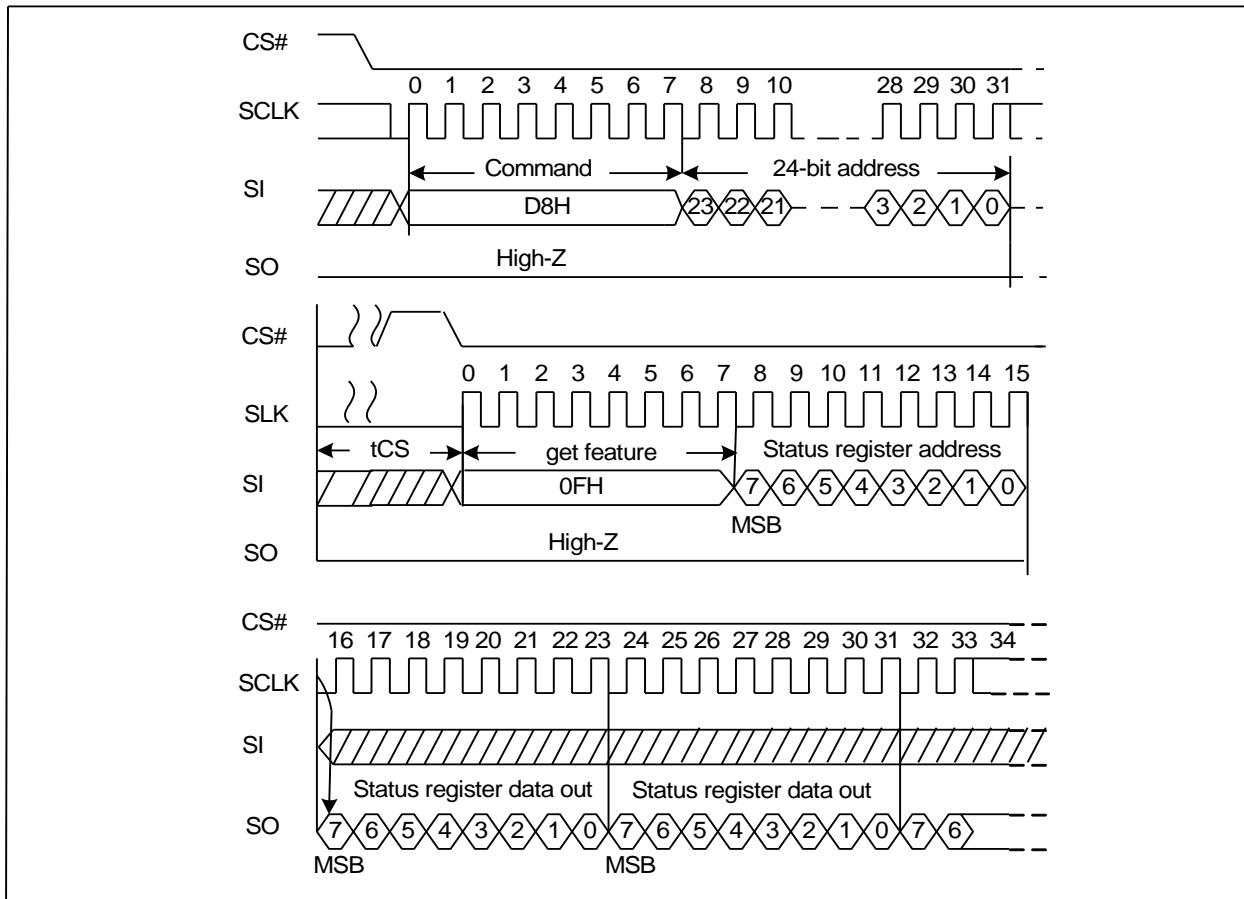 CS#
0 1 2 3 4 5 6 7 8 9 10 28 29 30 31
SCLK
Command 24-bit address
SI
D8H 23 22 21 3 2 1 0
High-Z
SO
CS#
0 1 2 3 4 5 6 7 8 9 10 11 12 13 14 15
SLK
tCS get feature Status register address
SI
0FH 7 6 5 4 3 2 1 0
MSB
High-Z
SO
CS#
16 17 18 19 20 21 22 23 24 25 26 27 28 29 30 31 32 33 34
SCLK
SI
Status register data out Status register data out
SO
7 6 5 4 3 2 1 0 7 6 5 4 3 2 1 0 7 6
MSB MSB